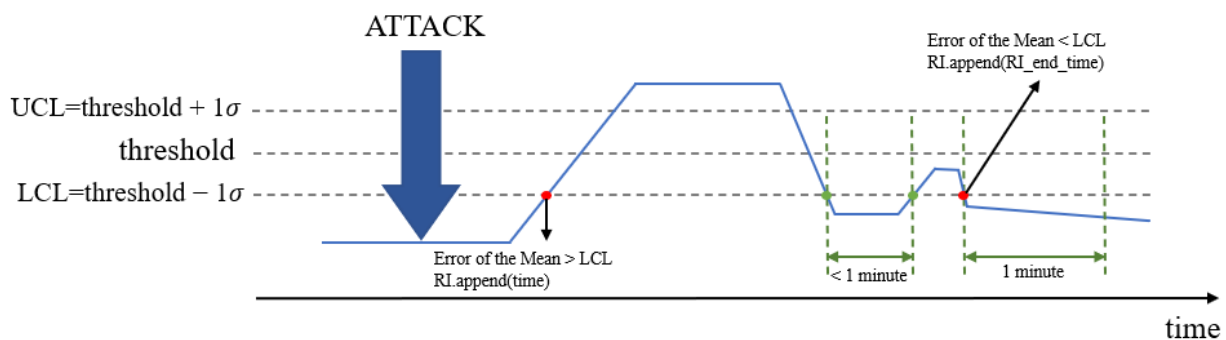 ATTACK
Error of the Mean < LCL
RI.append(RI_end_time)
UCL=threshold + 1σ
threshold
LCL=threshold − 1σ
Error of the Mean > LCL
RI.append(time)
< 1 minute
1 minute
time